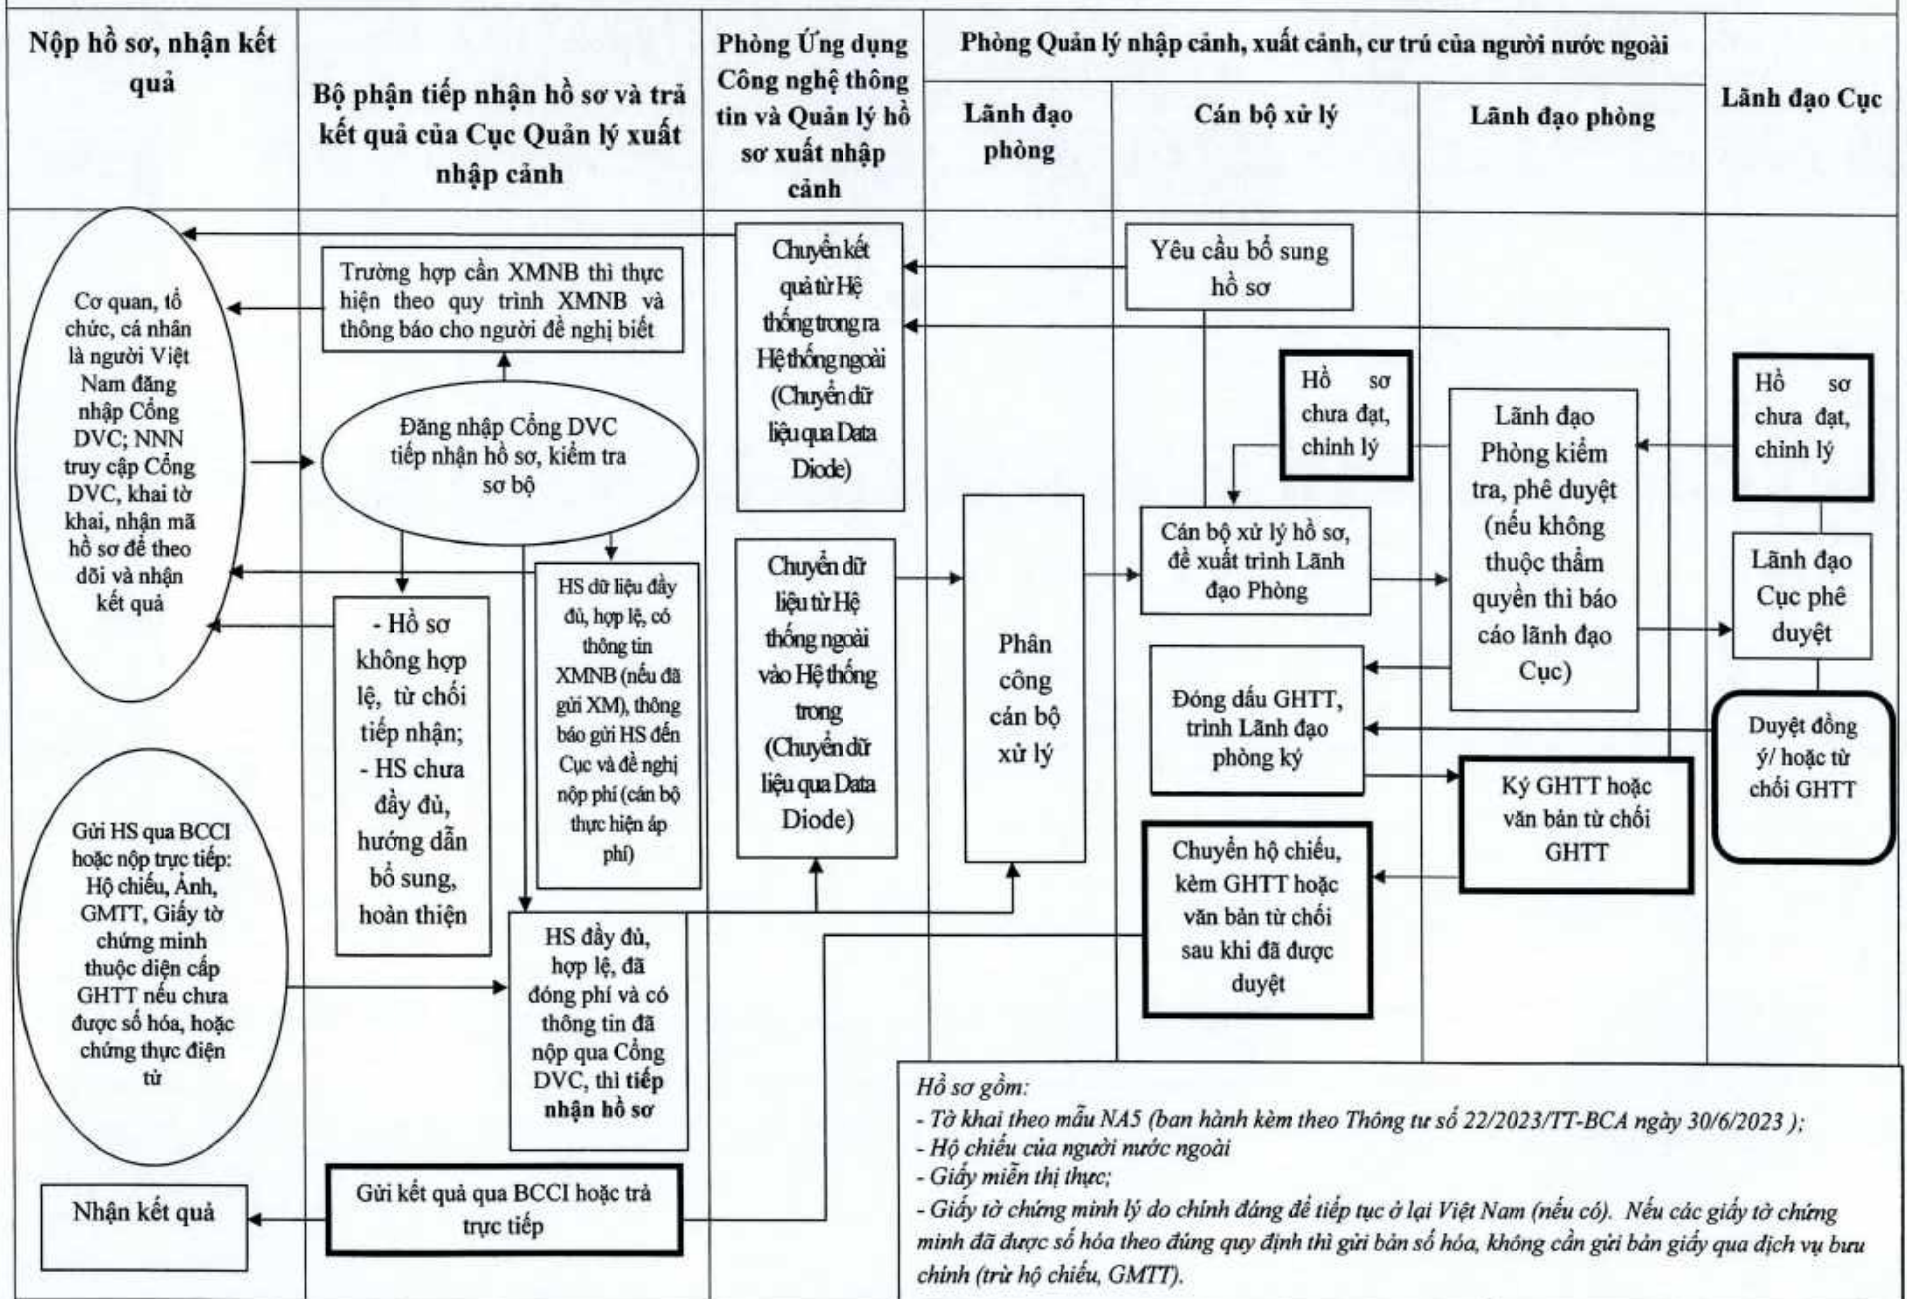 Nộp hồ sơ, nhận kết
quả
Bộ phận tiếp nhận hồ sơ và trả
kết quả của Cục Quản lý xuất
nhập cảnh
Phòng Ứng dụng
Công nghệ thông
tin và Quản lý hồ
sơ xuất nhập
cảnh
Phòng Quản lý nhập cảnh, xuất cảnh, cư trú của người nước ngoài
Lãnh đạo
phòng
Cán bộ xử lý
Lãnh đạo phòng
Lãnh đạo Cục
Cơ quan, tổ
chức, cá nhân
là người Việt
Nam đăng
nhập Cổng
DVC; NNN
truy cập Cổng
DVC, khai tờ
khai, nhận mã
hồ sơ để theo
dõi và nhận
kết quả
Trường hợp cần XMNB thì thực
hiện theo quy trình XMNB và
thông báo cho người đề nghị biết
Đăng nhập Cổng DVC
tiếp nhận hồ sơ, kiểm tra
sơ bộ
- Hồ sơ
không hợp
lệ, từ chối
tiếp nhận;
- HS chưa
đầy đủ,
hướng dẫn
bổ sung,
hoàn thiện
HS dữ liệu đầy
đủ, hợp lệ, có
thông tin
XMNB (nếu đã
gửi XM), thông
báo gửi HS đến
Cục và đề nghị
nộp phí (cán bộ
thực hiện áp
phí)
Chuyển kết
quả từ Hệ
thống trong ra
Hệ thống ngoài
(Chuyển dữ
liệu qua Data
Diode)
Chuyển dữ
liệu từ Hệ
thống ngoài
vào Hệ thống
trong
(Chuyển dữ
liệu qua Data
Diode)
Phân
công
cán bộ
xử lý
Yêu cầu bổ sung
hồ sơ
Hồ sơ
chưa đạt,
chỉnh lý
Cán bộ xử lý hồ sơ,
đề xuất trình Lãnh
đạo Phòng
Lãnh đạo
Phòng kiểm
tra, phê duyệt
(nếu không
thuộc thẩm
quyền thì báo
cáo lãnh đạo
Cục)
Hồ sơ
chưa đạt,
chỉnh lý
Lãnh đạo
Cục phê
duyệt
Duyệt đồng
ý/ hoặc từ
chối GHTT
Đóng dấu GHTT,
trình Lãnh đạo
phòng ký
Ký GHTT hoặc
văn bản từ chối
GHTT
Chuyển hộ chiếu,
kèm GHTT hoặc
văn bản từ chối
sau khi đã được
duyệt
Gửi HS qua BCCI
hoặc nộp trực tiếp:
Hộ chiếu, Ảnh,
GMTT, Giấy tờ
chứng minh
thuộc diện cấp
GHTT nếu chưa
được số hóa, hoặc
chứng thực điện
tử
HS đầy đủ,
hợp lệ, đã
đóng phí và có
thông tin đã
nộp qua Cổng
DVC, thì tiếp
nhận hồ sơ
Gửi kết quả qua BCCI hoặc trả
trực tiếp
Nhận kết quả
Hồ sơ gồm:
- Tờ khai theo mẫu NA5 (ban hành kèm theo Thông tư số 22/2023/TT-BCA ngày 30/6/2023 );
- Hộ chiếu của người nước ngoài
- Giấy miễn thị thực;
- Giấy tờ chứng minh lý do chính đáng để tiếp tục ở lại Việt Nam (nếu có). Nếu các giấy tờ chứng
minh đã được số hóa theo đúng quy định thì gửi bản số hóa, không cần gửi bản giấy qua dịch vụ bưu
chính (trừ hộ chiếu, GMTT).